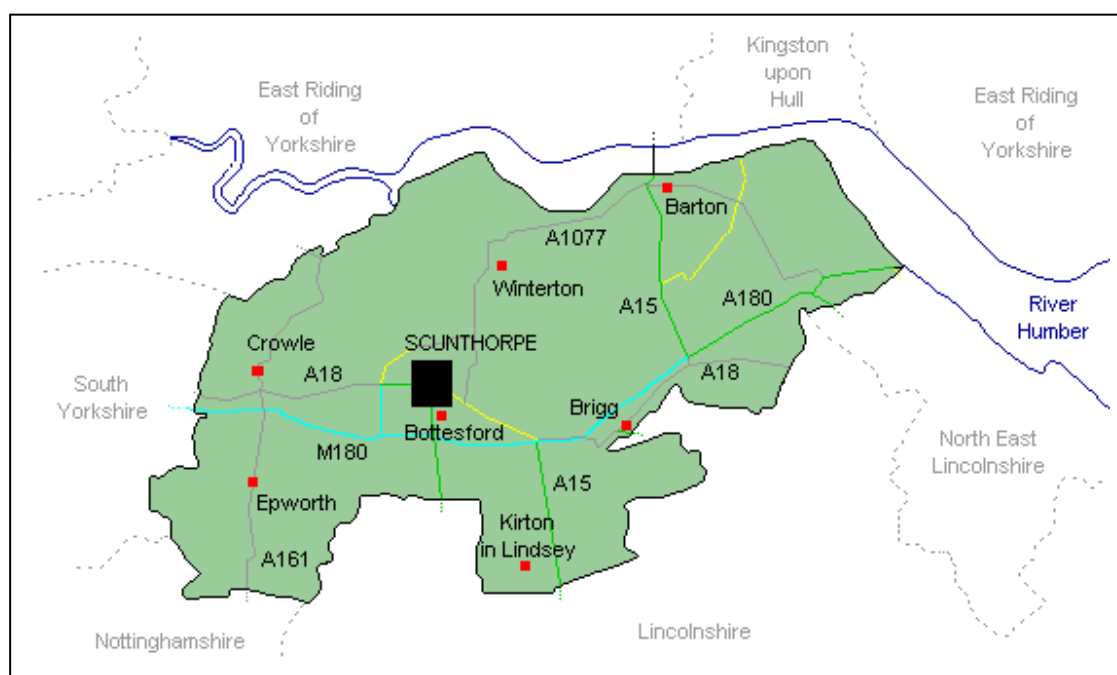 Kingston
upon
Hull
East Riding
of
Yorkshire
East Riding
of
Yorkshire
Barton
A1077
Winterton
A15
A180
River
Humber
SCUNTHORPE
Crowle
A18
A18
South
Yorkshire
Brigg
Bottesford
M180
North East
Lincolnshire
A15
Epworth
Kirton
in Lindsey
A161
Nottinghamshire
Lincolnshire